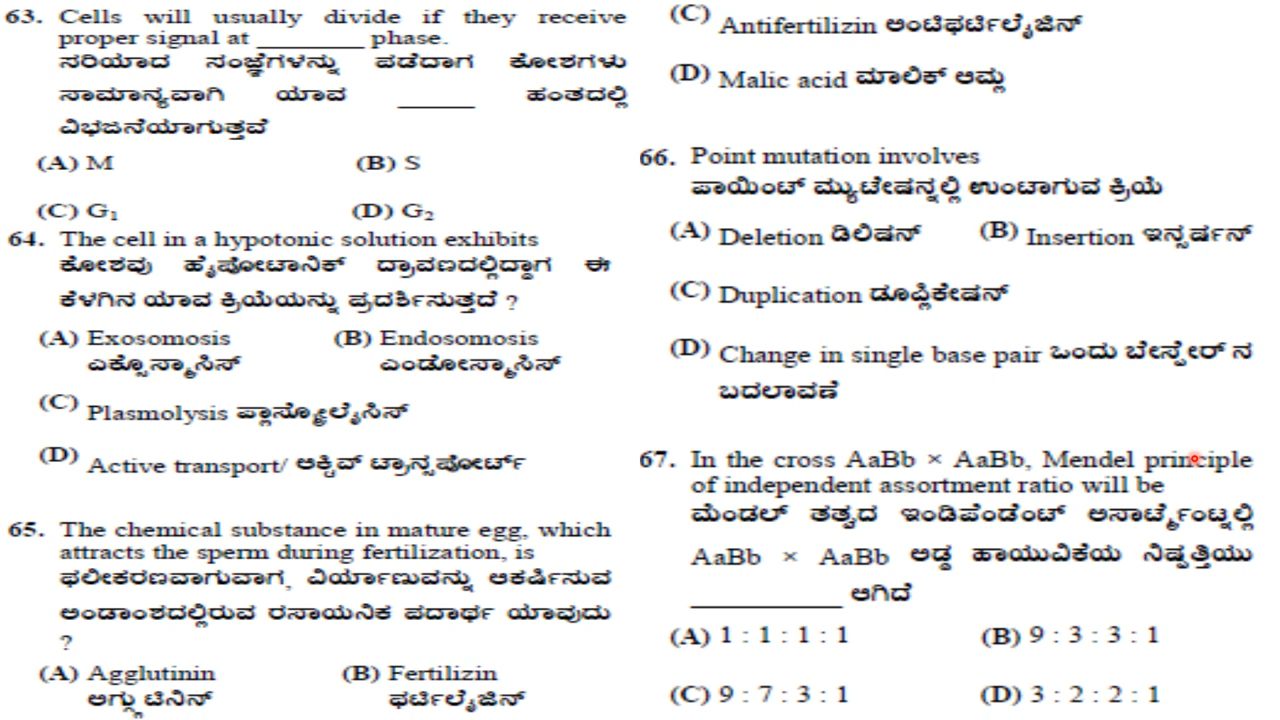 63. Cells will usually divide if they receive
proper signal at ________ phase.
ಸರಿಯಾದ ಸಂಜ್ಞೆಗಳನ್ನು ಪಡೆದಾಗ ಕೋಶಗಳು
ಸಾಮಾನ್ಯವಾಗಿ ಯಾವ ______ ಹಂತದಲ್ಲಿ
ವಿಭಜನೆಯಾಗುತ್ತವೆ
(A) M (B) S
(C) G₁ (D) G₂
64. The cell in a hypotonic solution exhibits
ಕೋಶವು ಹೈಪೋಟಾನಿಕ್ ದ್ರಾವಣದಲ್ಲಿದ್ದಾಗ ಈ
ಕೆಳಗಿನ ಯಾವ ಕ್ರಿಯೆಯನ್ನು ಪ್ರದರ್ಶಿಸುತ್ತದೆ ?
(A) Exosomosis (B) Endosomosis
ಎಕ್ಸೊಸ್ಮಾಸಿಸ್ ಎಂಡೋಸ್ಮಾಸಿಸ್
(C) Plasmolysis ಪ್ಲಾಸ್ಮೋಲೈಸಿಸ್
(D) Active transport/ ಆಕ್ಟಿವ್ ಟ್ರಾನ್ಸಪೋರ್ಟ್
65. The chemical substance in mature egg, which
attracts the sperm during fertilization, is
ಫಲೀಕರಣವಾಗುವಾಗ, ವಿರ್ಯಾಣುವನ್ನು ಆಕರ್ಷಿಸುವ
ಅಂಡಾಂಶದಲ್ಲಿರುವ ರಸಾಯನಿಕ ಪದಾರ್ಥ ಯಾವುದು
?
(A) Agglutinin (B) Fertilizin
ಅಗ್ಗ್ಲುಟಿನಿನ್ ಫರ್ಟಿಲೈಜಿನ್
(C) Antifertilizin ಅಂಟಿಫರ್ಟಿಲೈಜಿನ್
(D) Malic acid ಮಾಲಿಕ್ ಆಮ್ಲ
66. Point mutation involves
ಪಾಯಿಂಟ್ ಮ್ಯುಟೇಷನ್ನಲ್ಲಿ ಉಂಟಾಗುವ ಕ್ರಿಯೆ
(A) Deletion ಡಿಲಿಷನ್ (B) Insertion ಇನ್ಸರ್ಷನ್
(C) Duplication ಡೂಪ್ಲಿಕೇಷನ್
(D) Change in single base pair ಒಂದು ಬೇಸ್ಪೇರ್ ನ
ಬದಲಾವಣೆ
67. In the cross AaBb × AaBb, Mendel principle
of independent assortment ratio will be
ಮೆಂಡಲ್ ತತ್ವದ ಇಂಡಿಪೆಂಡೆಂಟ್ ಅಸಾರ್ಟ್ಮೆಂಟ್ನಲ್ಲಿ
AaBb × AaBb ಅಡ್ಡ ಹಾಯುವಿಕೆಯ ನಿಷ್ಪತ್ತಿಯು
___________ ಆಗಿದೆ
(A) 1 : 1 : 1 : 1 (B) 9 : 3 : 3 : 1
(C) 9 : 7 : 3 : 1 (D) 3 : 2 : 2 : 1